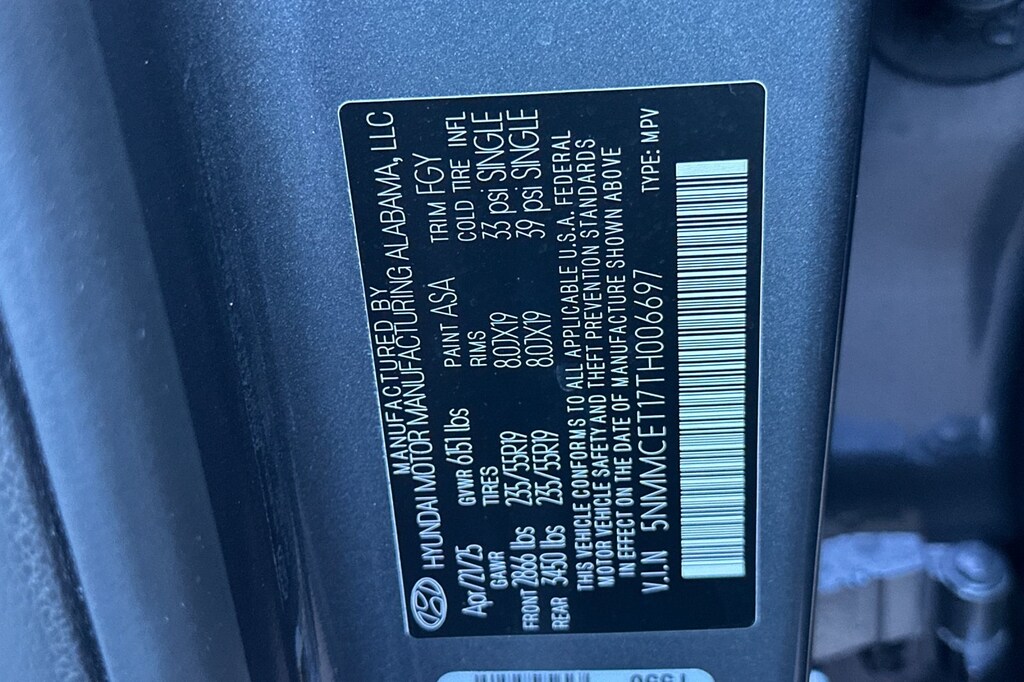 MANUFACTURED BY
HYUNDAI MOTOR MANUFACTURING ALABAMA, LLC
Apr/21/25 GVWR 6151 lbs PAINT ASA TRIM FGY
GAWR TIRES RIMS COLD TIRE INFL
FRONT 2866 lbs 235/55R19 8.0JX19 33 psi SINGLE
REAR 3450 lbs 235/55R19 8.0JX19 39 psi SINGLE
THIS VEHICLE CONFORMS TO ALL APPLICABLE U.S.A. FEDERAL
MOTOR VEHICLE SAFETY AND THEFT PREVENTION STANDARDS
IN EFFECT ON THE DATE OF MANUFACTURE SHOWN ABOVE
V.I.N 5NMMCET17TH006697 TYPE: MPV